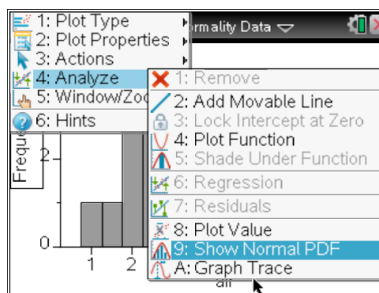 1: Plot Type
2: Plot Properties
rmality Data
3: Actions
4: Analyze
5: Window/Zoo
6: Hints
1: Remove
2: Add Movable Line
3: Lock Intercept at Zero
4: Plot Function
5: Shade Under Function
6: Regression
7: Residuals
8: Plot Value
9: Show Normal PDF
A: Graph Trace
Freque
2
0
1 2
all